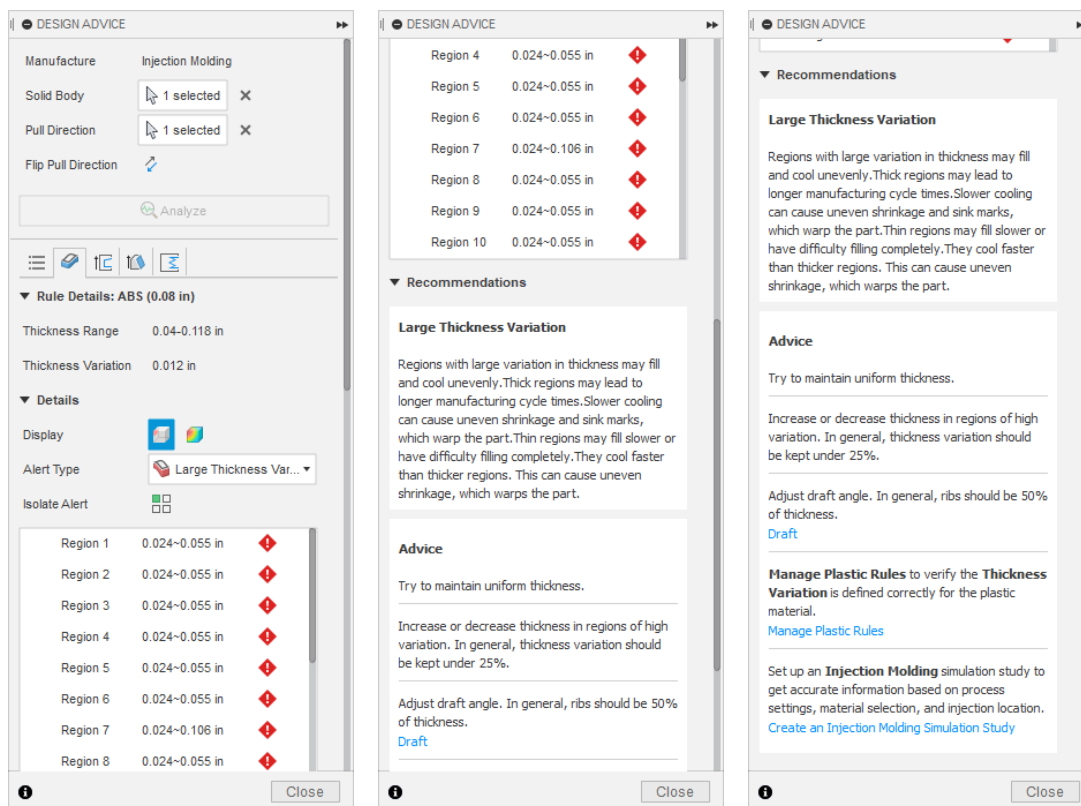 DESIGN ADVICE
Manufacture Injection Molding
Solid Body 1 selected
Pull Direction 1 selected
Flip Pull Direction
Analyze
Rule Details: ABS (0.08 in)
Thickness Range 0.04-0.118 in
Thickness Variation 0.012 in
Details
Display
Alert Type Large Thickness Var...
Isolate Alert
Region 1 0.024~0.055 in
Region 2 0.024~0.055 in
Region 3 0.024~0.055 in
Region 4 0.024~0.055 in
Region 5 0.024~0.055 in
Region 6 0.024~0.055 in
Region 7 0.024~0.106 in
Region 8 0.024~0.055 in
Close
DESIGN ADVICE
Region 4 0.024~0.055 in
Region 5 0.024~0.055 in
Region 6 0.024~0.055 in
Region 7 0.024~0.106 in
Region 8 0.024~0.055 in
Region 9 0.024~0.055 in
Region 10 0.024~0.055 in
Recommendations
Large Thickness Variation
Regions with large variation in thickness may fill
and cool unevenly.Thick regions may lead to
longer manufacturing cycle times.Slower cooling
can cause uneven shrinkage and sink marks,
which warp the part.Thin regions may fill slower or
have difficulty filling completely.They cool faster
than thicker regions. This can cause uneven
shrinkage, which warps the part.
Advice
Try to maintain uniform thickness.
Increase or decrease thickness in regions of high
variation. In general, thickness variation should
be kept under 25%.
Adjust draft angle. In general, ribs should be 50%
of thickness.
Draft
Close
DESIGN ADVICE
Recommendations
Large Thickness Variation
Regions with large variation in thickness may fill
and cool unevenly.Thick regions may lead to
longer manufacturing cycle times.Slower cooling
can cause uneven shrinkage and sink marks,
which warp the part.Thin regions may fill slower or
have difficulty filling completely.They cool faster
than thicker regions. This can cause uneven
shrinkage, which warps the part.
Advice
Try to maintain uniform thickness.
Increase or decrease thickness in regions of high
variation. In general, thickness variation should
be kept under 25%.
Adjust draft angle. In general, ribs should be 50%
of thickness.
Draft
Manage Plastic Rules to verify the Thickness
Variation is defined correctly for the plastic
material.
Manage Plastic Rules
Set up an Injection Molding simulation study to
get accurate information based on process
settings, material selection, and injection location.
Create an Injection Molding Simulation Study
Close